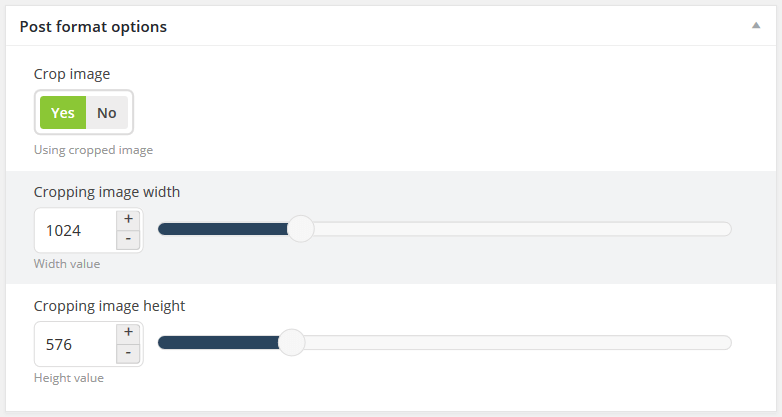 Post format options
Crop image
Yes No
Using cropped image
Cropping image width
+
1024
-
Width value
Cropping image height
+
576
-
Height value